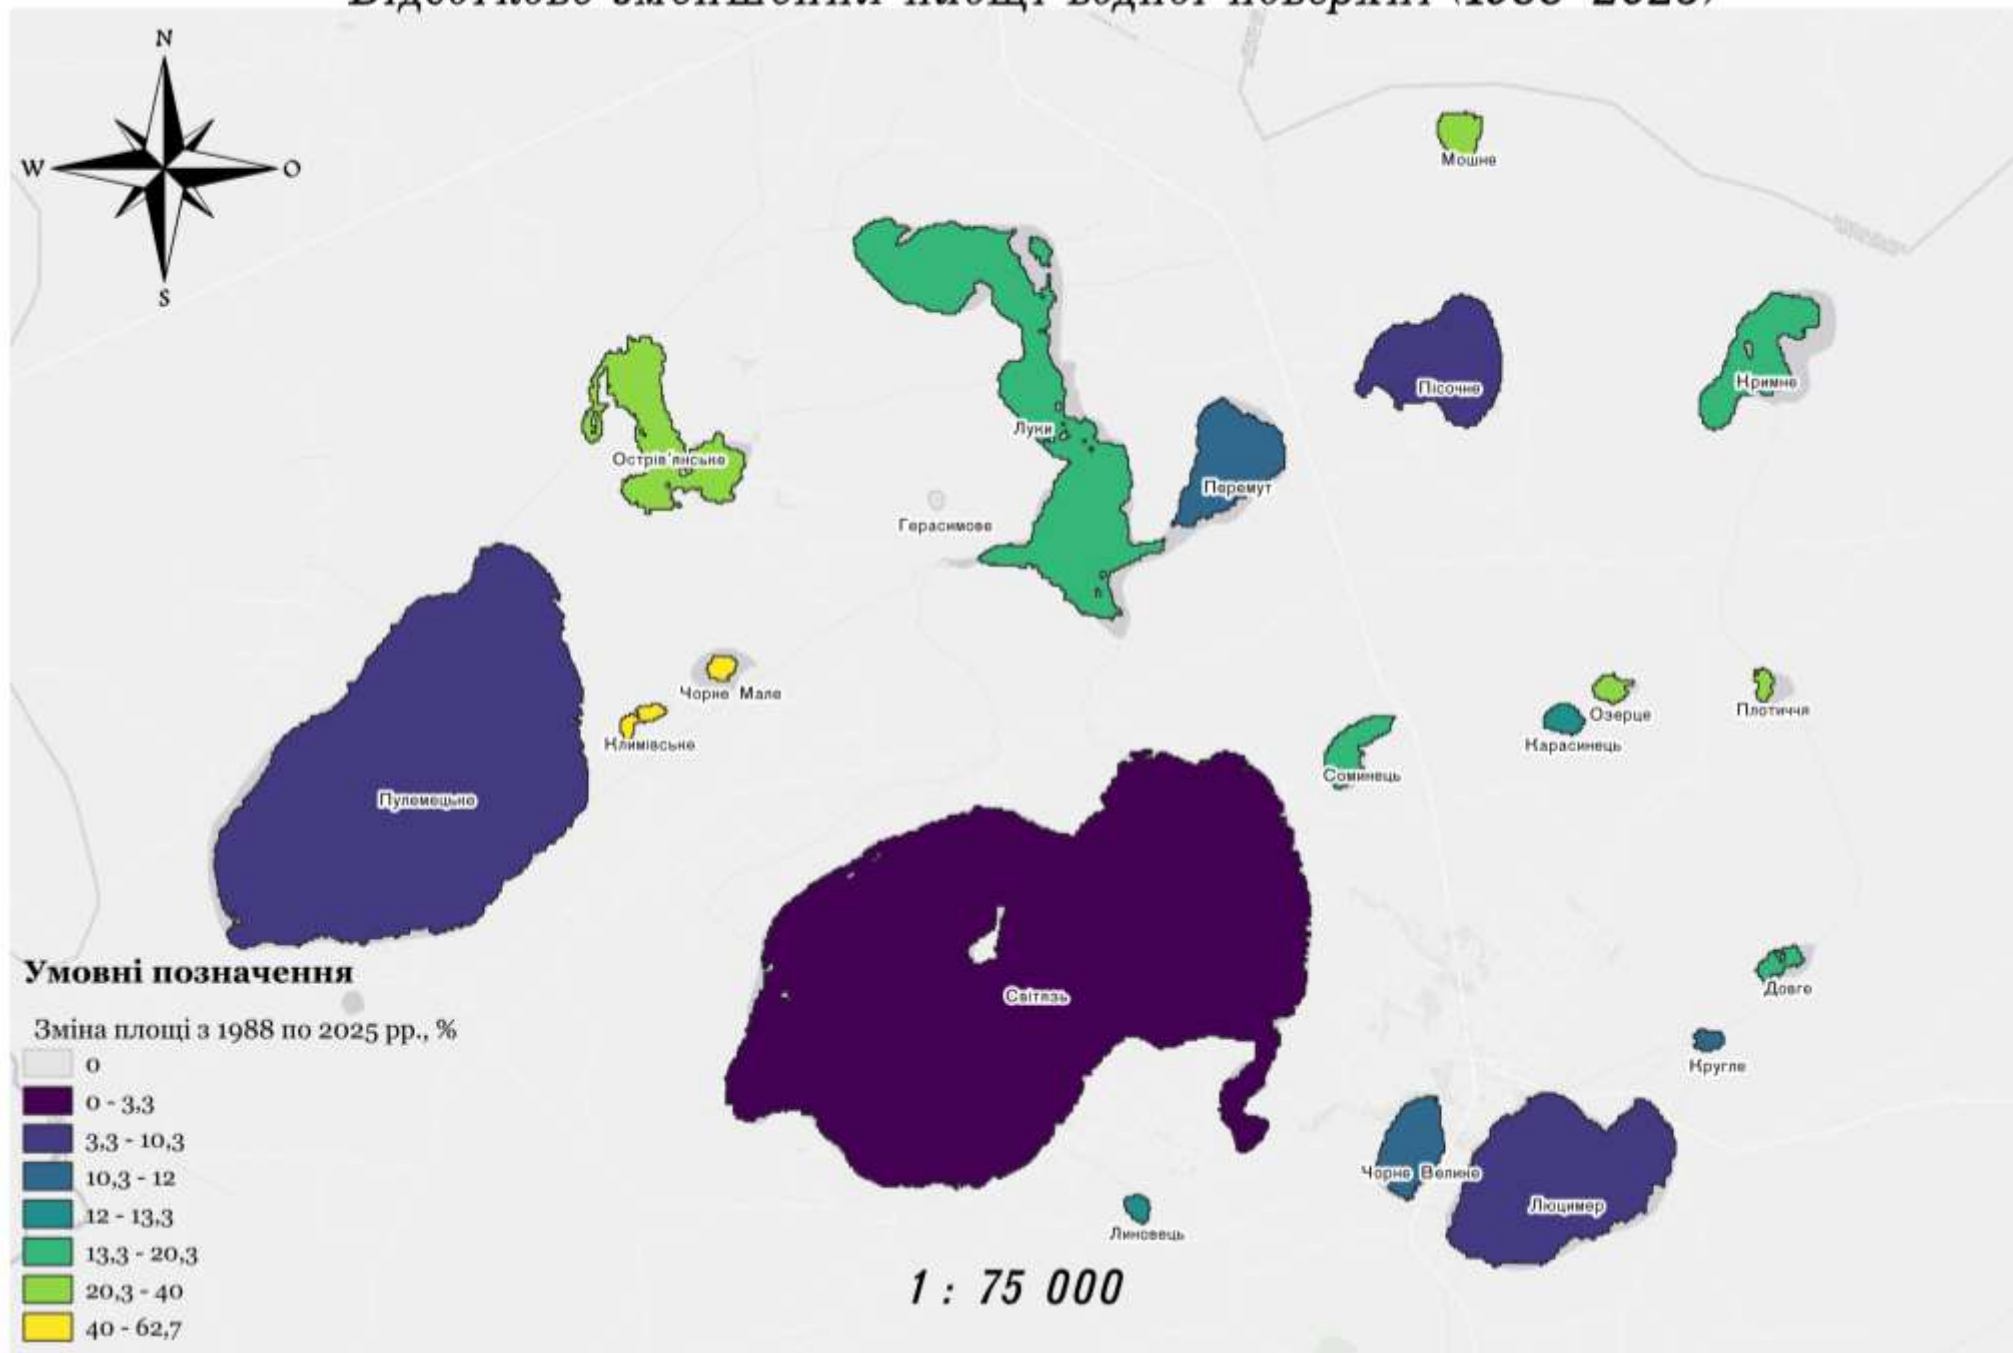 N
W
O
S
Мошне
Пісочне
Кримне
Острів'янське
Луки
Перемут
Герасимове
Чорне Мале
Климівське
Озерце
Плотиччя
Карасинець
Соминець
Пулемецьке
Світязь
Довге
Кругле
Чорне Велике
Люцимер
Линовець
Умовні позначення
Зміна площі з 1988 по 2025 рр., %
0
0 - 3,3
3,3 - 10,3
10,3 - 12
12 - 13,3
13,3 - 20,3
20,3 - 40
40 - 62,7
1 : 75 000